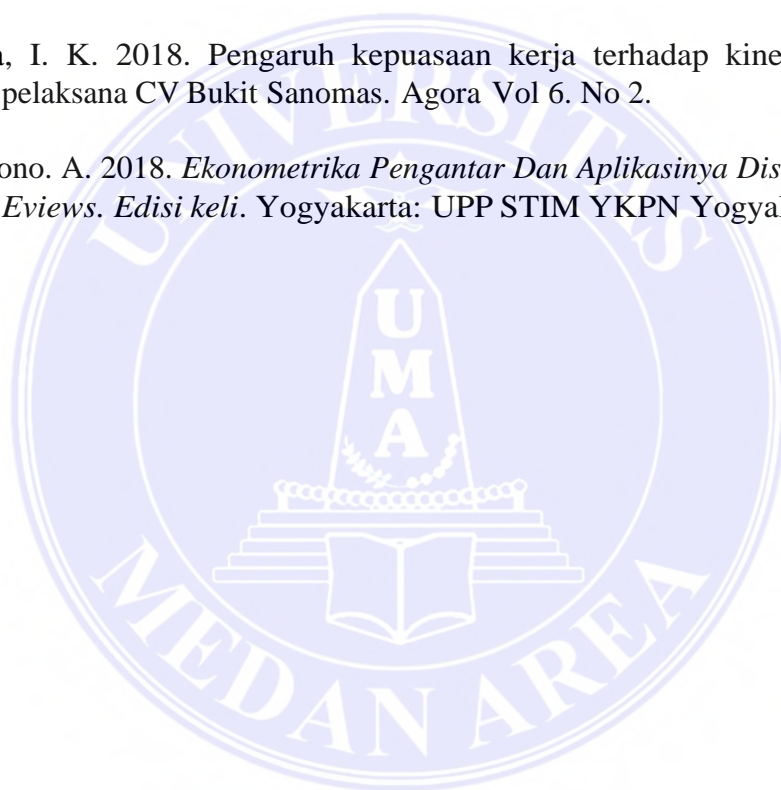 a, I. K. 2018. Pengaruh kepuasaan kerja terhadap kine
pelaksana CV Bukit Sanomas. Agora Vol 6. No 2.
ono. A. 2018. Ekonometrika Pengantar Dan Aplikasinya Dis
Eviews. Edisi keli. Yogyakarta: UPP STIM YKPN Yogya
UNIVERSITAS
U
M
A
MEDAN AREA